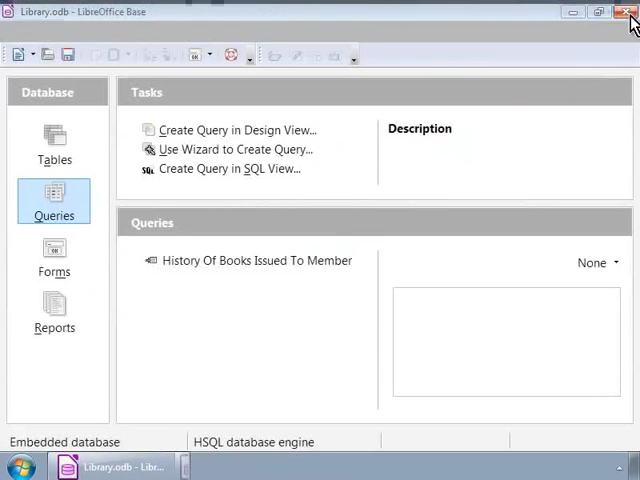 Library.odb - LibreOffice Base
Database
Tasks
Tables
Queries
Forms
Reports
Create Query in Design View...
Use Wizard to Create Query...
SQL Create Query in SQL View...
Description
Queries
History Of Books Issued To Member
None
Embedded database
HSQL database engine
Library.odb - Libr...